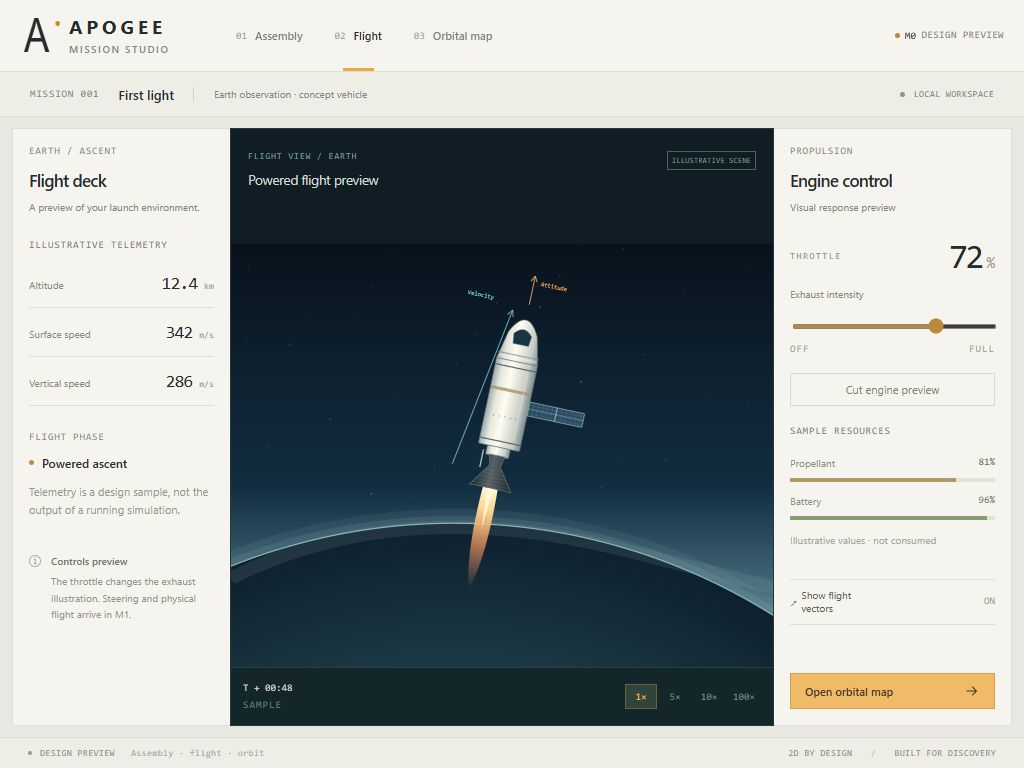 A
APOGEE
MISSION STUDIO
01 Assembly
02 Flight
03 Orbital map
M0 DESIGN PREVIEW
MISSION 001
First light
Earth observation · concept vehicle
LOCAL WORKSPACE
EARTH / ASCENT
Flight deck
A preview of your launch environment.
ILLUSTRATIVE TELEMETRY
Altitude 12.4 km
Surface speed 342 m/s
Vertical speed 286 m/s
FLIGHT PHASE
Powered ascent
Telemetry is a design sample, not the
output of a running simulation.
Controls preview
The throttle changes the exhaust
illustration. Steering and physical
flight arrive in M1.
FLIGHT VIEW / EARTH
Powered flight preview
ILLUSTRATIVE SCENE
Velocity
Attitude
T + 00:48
SAMPLE
1× 5× 10× 100×
PROPULSION
Engine control
Visual response preview
THROTTLE 72 %
Exhaust intensity
OFF FULL
Cut engine preview
SAMPLE RESOURCES
Propellant 81%
Battery 96%
Illustrative values · not consumed
↗ Show flight
vectors
ON
Open orbital map →
DESIGN PREVIEW Assembly · flight · orbit
2D BY DESIGN / BUILT FOR DISCOVERY